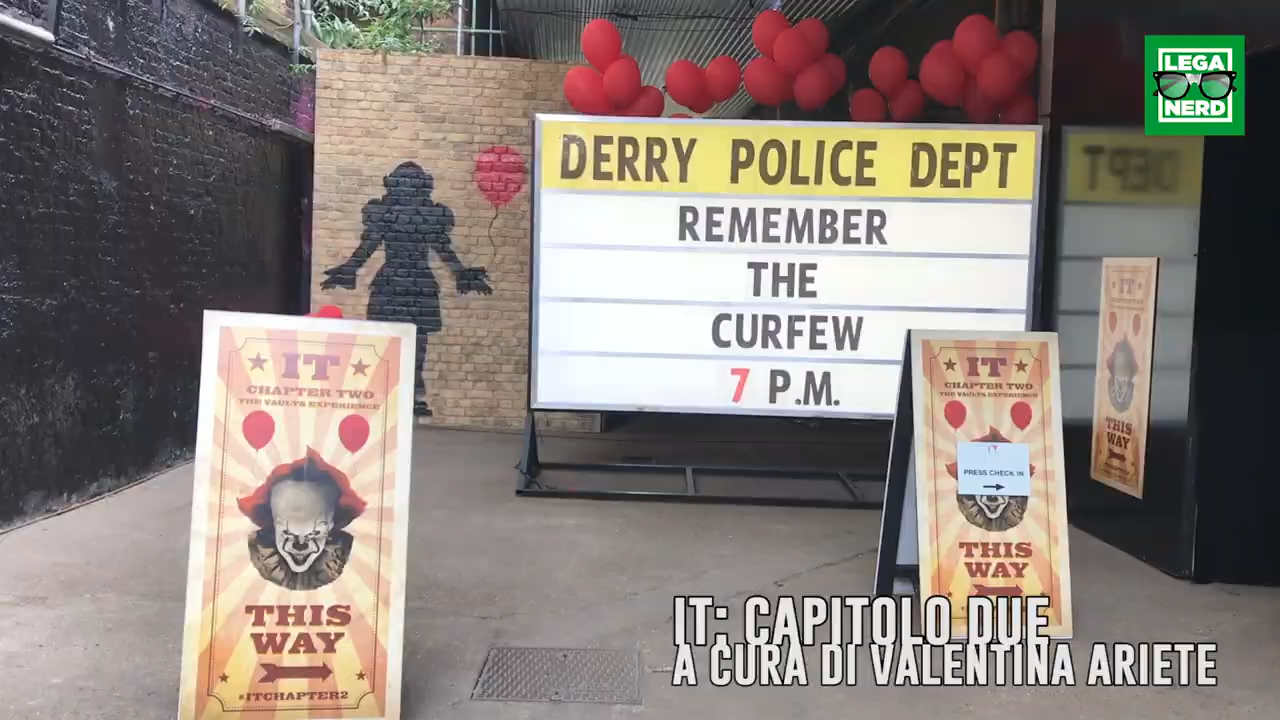 LEGA
NERD
DERRY POLICE DEPT
REMEMBER
THE
CURFEW
7 P.M.
DEPT
IT
CHAPTER TWO
THE VAULTS EXPERIENCE
THIS
WAY
#ITCHAPTER2
IT
CHAPTER TWO
THE VAULTS EXPERIENCE
PRESS CHECK IN
THIS
WAY
IT
THIS
WAY
IT: CAPITOLO DUE
A CURA DI VALENTINA ARIETE